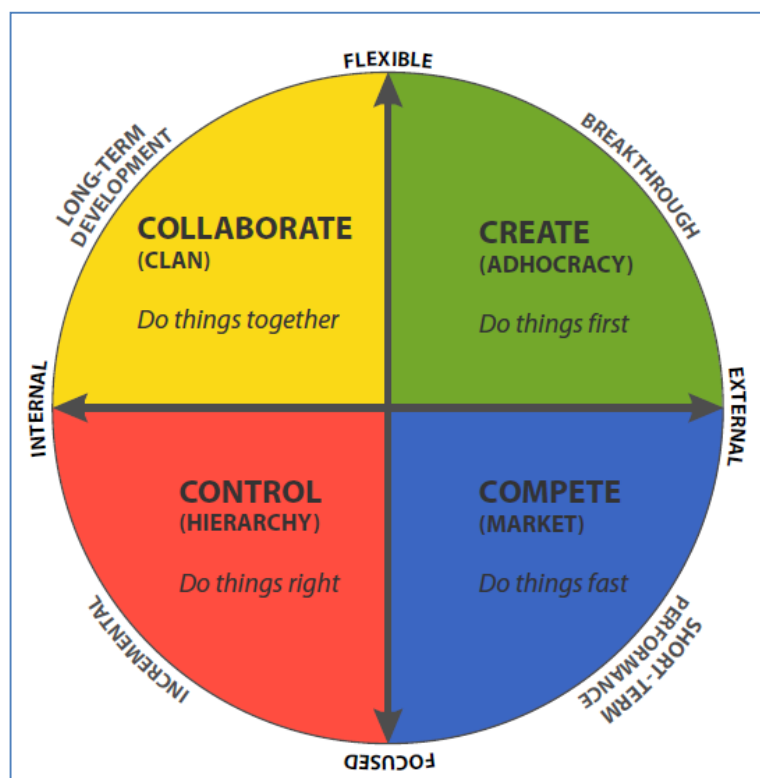 FLEXIBLE
LONG-TERM
DEVELOPMENT
BREAKTHROUGH
COLLABORATE
(CLAN)
Do things together
CREATE
(ADHOCRACY)
Do things first
INTERNAL
EXTERNAL
CONTROL
(HIERARCHY)
Do things right
COMPETE
(MARKET)
Do things fast
INCREMENTAL
SHORT-TERM
PERFORMANCE
FOCUSED